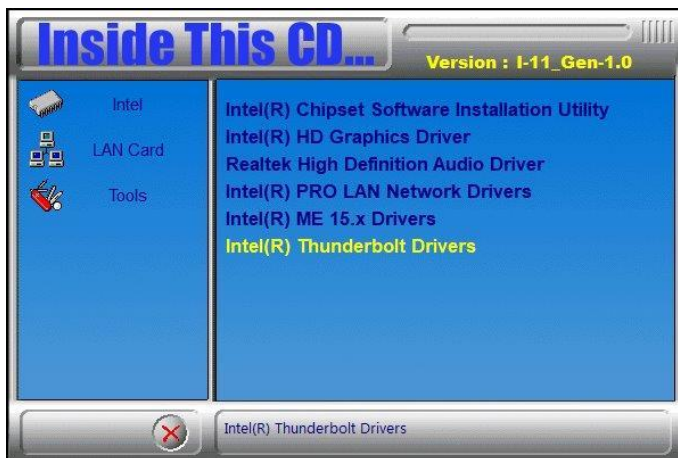 Inside This CD...
Version : I-11_Gen-1.0
Intel
LAN Card
Tools
Intel(R) Chipset Software Installation Utility
Intel(R) HD Graphics Driver
Realtek High Definition Audio Driver
Intel(R) PRO LAN Network Drivers
Intel(R) ME 15.x Drivers
Intel(R) Thunderbolt Drivers
Intel(R) Thunderbolt Drivers